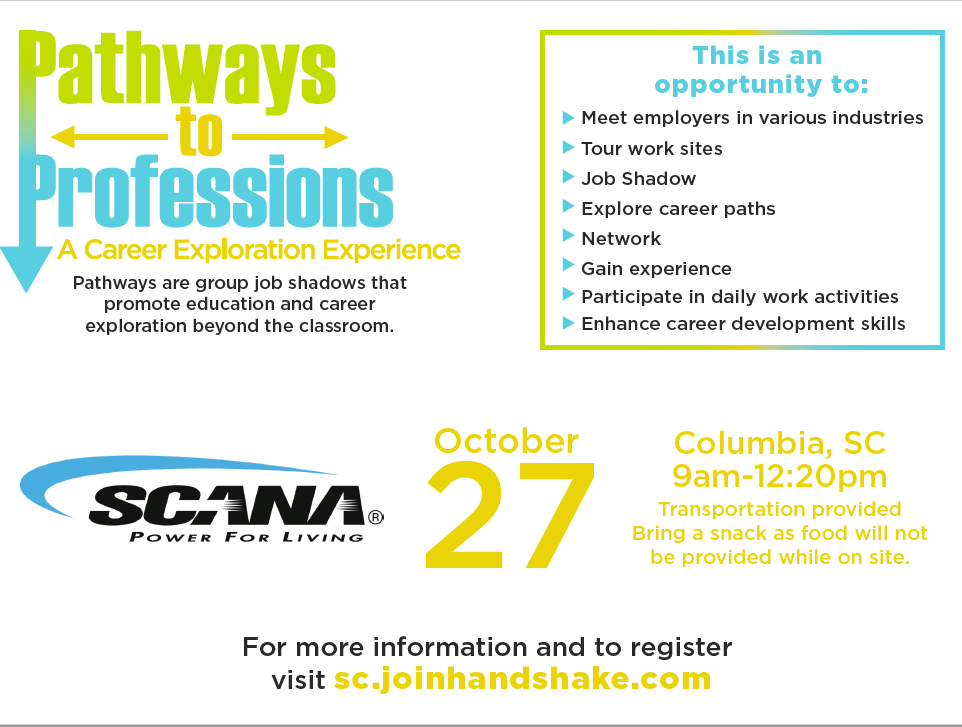 Pathways
to
Professions
A Career Exploration Experience
Pathways are group job shadows that
promote education and career
exploration beyond the classroom.
This is an
opportunity to:
Meet employers in various industries
Tour work sites
Job Shadow
Explore career paths
Network
Gain experience
Participate in daily work activities
Enhance career development skills
SCANA®
POWER FOR LIVING
October
27
Columbia, SC
9am-12:20pm
Transportation provided
Bring a snack as food will not
be provided while on site.
For more information and to register
visit sc.joinhandshake.com